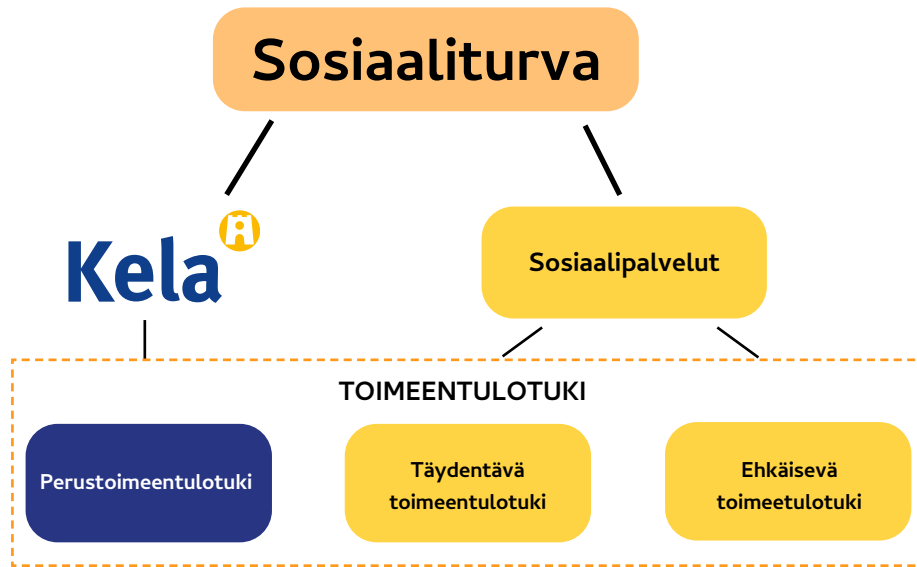 Sosiaaliturva
Kela
Sosiaalipalvelut
TOIMEENTULOTUKI
Perustoimeentulotuki
Täydentävä
toimeentulotuki
Ehkäisevä
toimeetulotuki